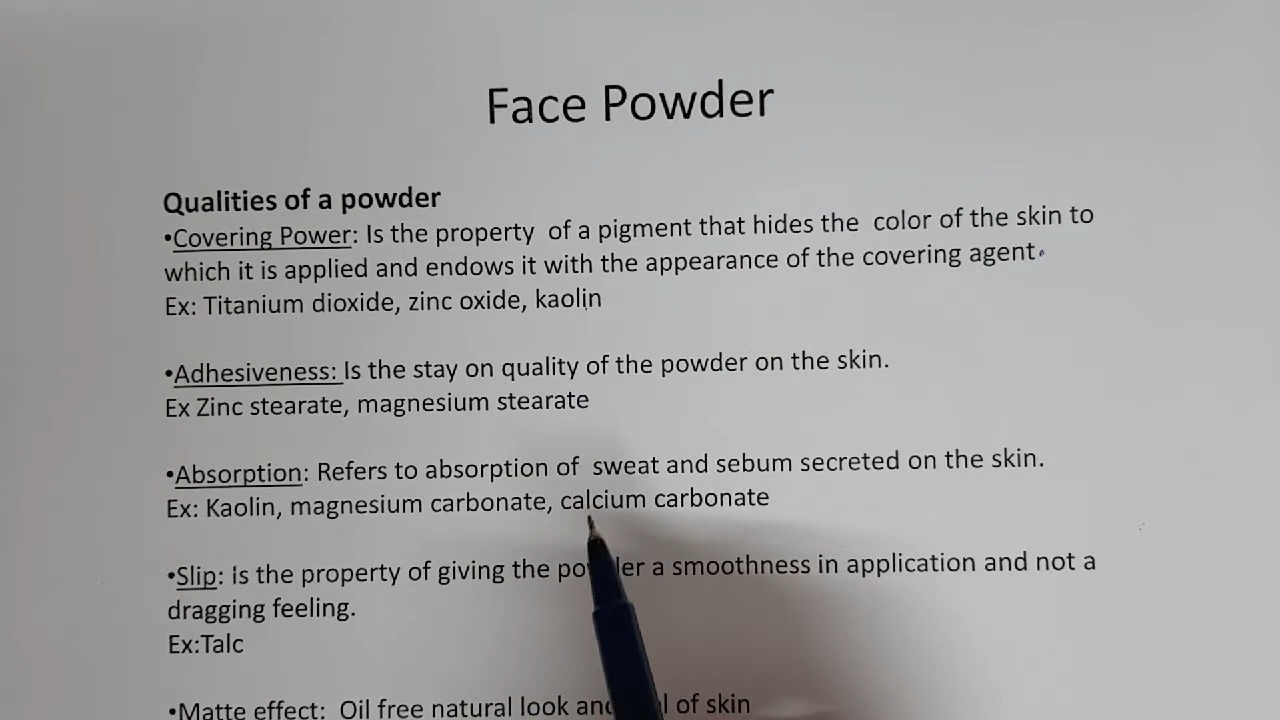 Face Powder
Qualities of a powder
•Covering Power: Is the property of a pigment that hides the color of the skin to
which it is applied and endows it with the appearance of the covering agent.
Ex: Titanium dioxide, zinc oxide, kaolin
•Adhesiveness: Is the stay on quality of the powder on the skin.
Ex Zinc stearate, magnesium stearate
•Absorption: Refers to absorption of sweat and sebum secreted on the skin.
Ex: Kaolin, magnesium carbonate, calcium carbonate
•Slip: Is the property of giving the powder a smoothness in application and not a
dragging feeling.
Ex:Talc
•Matte effect: Oil free natural look and of skin